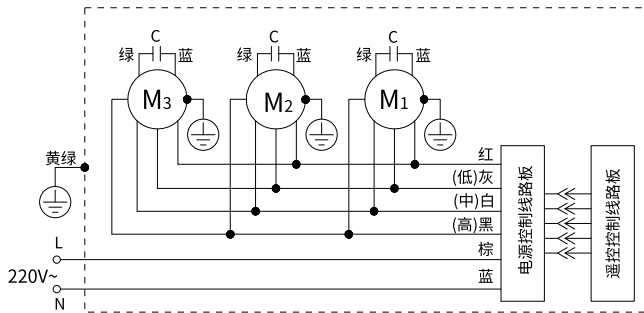 C C C
绿 蓝 绿 蓝 绿 蓝
M3 M2 M1
红
黄绿
(低)灰
(中)白
(高)黑
L 棕
220V~
蓝
N
电源控制线路板
遥控控制线路板